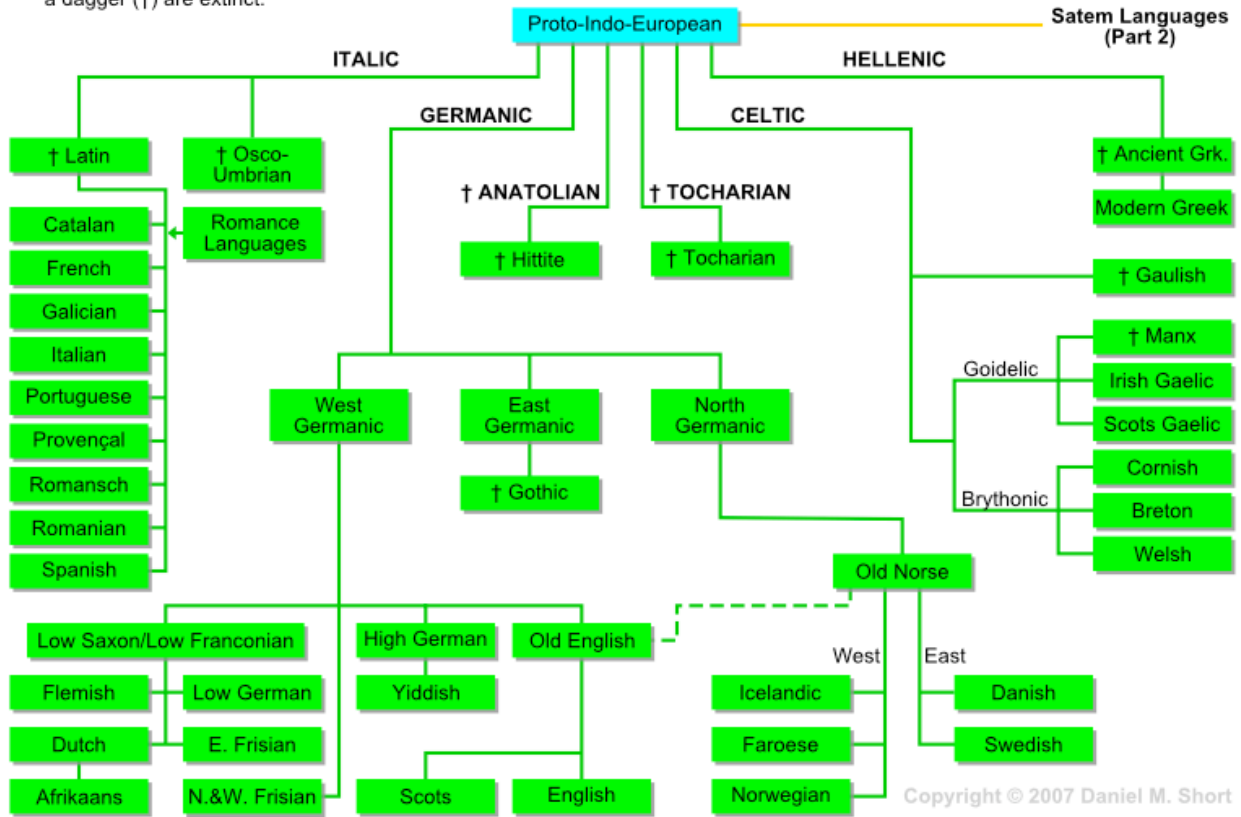 a dagger (†) are extinct.
Proto-Indo-European
Satem Languages
(Part 2)
ITALIC
HELLENIC
GERMANIC
CELTIC
† Latin
† Osco-
Umbrian
† Ancient Grk.
† ANATOLIAN
† TOCHARIAN
Modern Greek
Catalan
Romance
Languages
† Hittite
† Tocharian
French
† Gaulish
Galician
† Manx
Italian
Goidelic
Irish Gaelic
Portuguese
West
Germanic
East
Germanic
North
Germanic
Scots Gaelic
Provençal
Cornish
Romansch
† Gothic
Brythonic
Breton
Romanian
Welsh
Spanish
Old Norse
Low Saxon/Low Franconian
High German
Old English
West
East
Flemish
Low German
Yiddish
Icelandic
Danish
Dutch
E. Frisian
Faroese
Swedish
Afrikaans
N.&W. Frisian
Scots
English
Norwegian
Copyright © 2007 Daniel M. Short